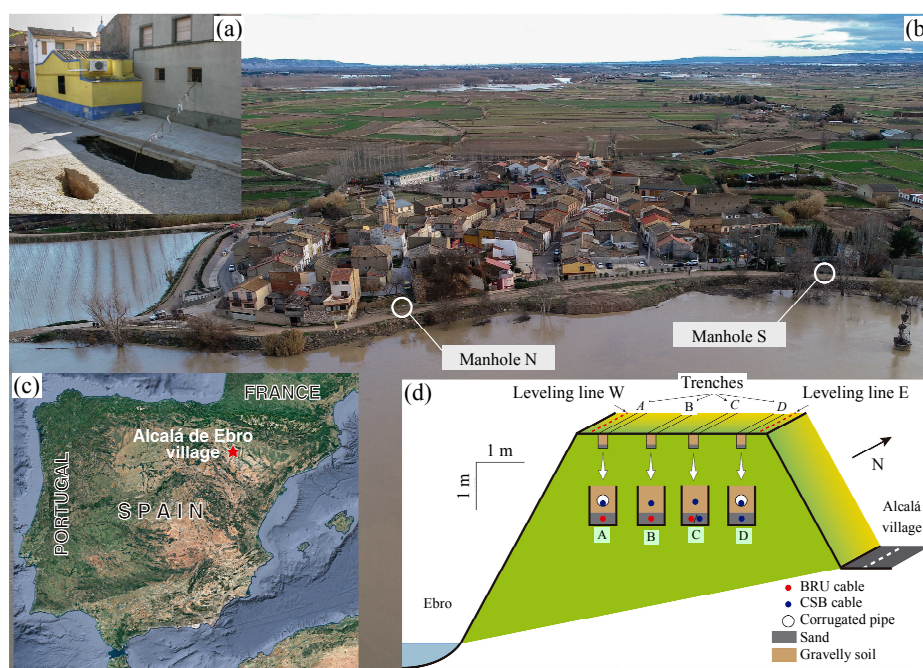 (a)
(b)
Manhole N
Manhole S
(c)
FRANCE
Alcalá de Ebro
village
PORTUGAL
SPAIN
(d)
Trenches
Leveling line W
A
B
C
D
Leveling line E
1 m
1 m
N
A
B
C
D
Alcalá
village
Ebro
BRU cable
CSB cable
Corrugated pipe
Sand
Gravelly soil